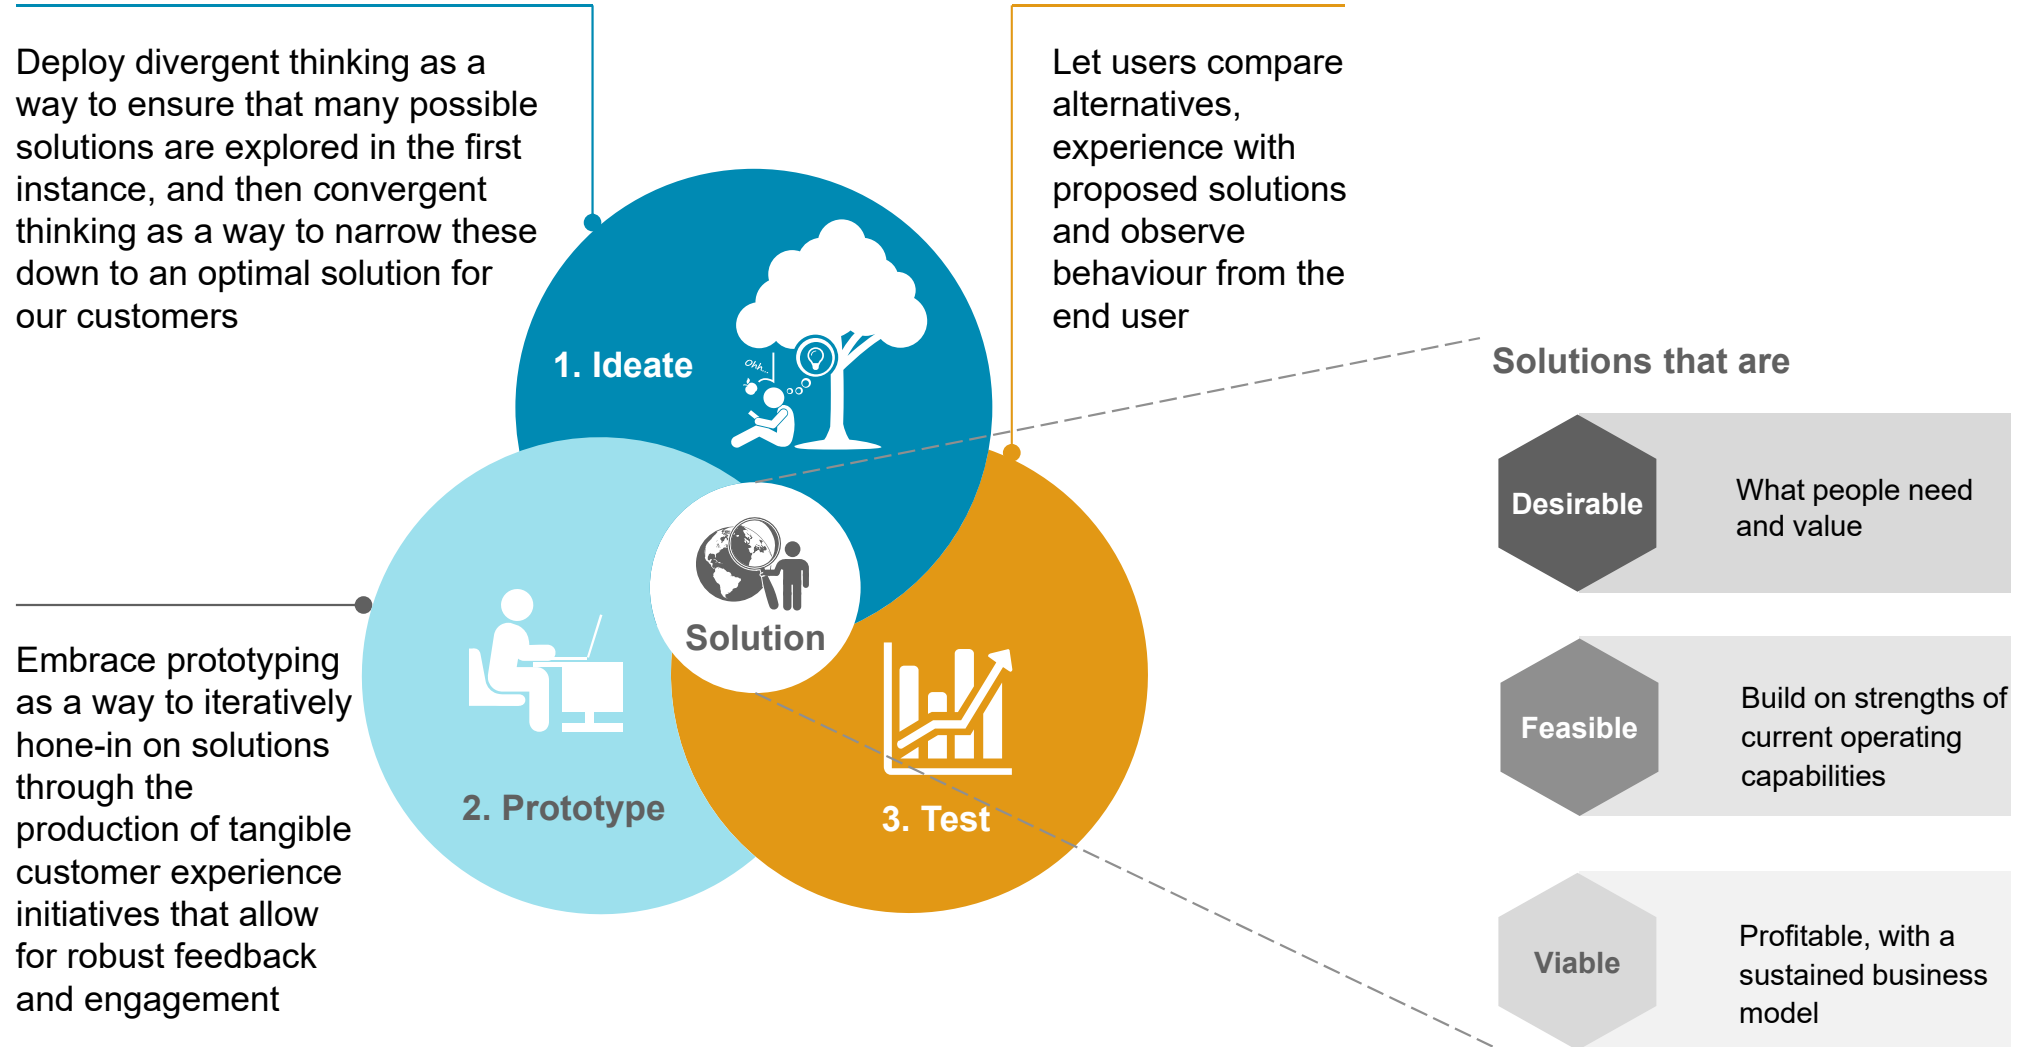 Deploy divergent thinking as a
way to ensure that many possible
solutions are explored in the first
instance, and then convergent
thinking as a way to narrow these
down to an optimal solution for
our customers
Let users compare
alternatives,
experience with
proposed solutions
and observe
behaviour from the
end user
1. Ideate
Ohh...
Solution
Embrace prototyping
as a way to iteratively
hone-in on solutions
through the
production of tangible
customer experience
initiatives that allow
for robust feedback
and engagement
2. Prototype
3. Test
Solutions that are
Desirable
What people need
and value
Feasible
Build on strengths of
current operating
capabilities
Viable
Profitable, with a
sustained business
model